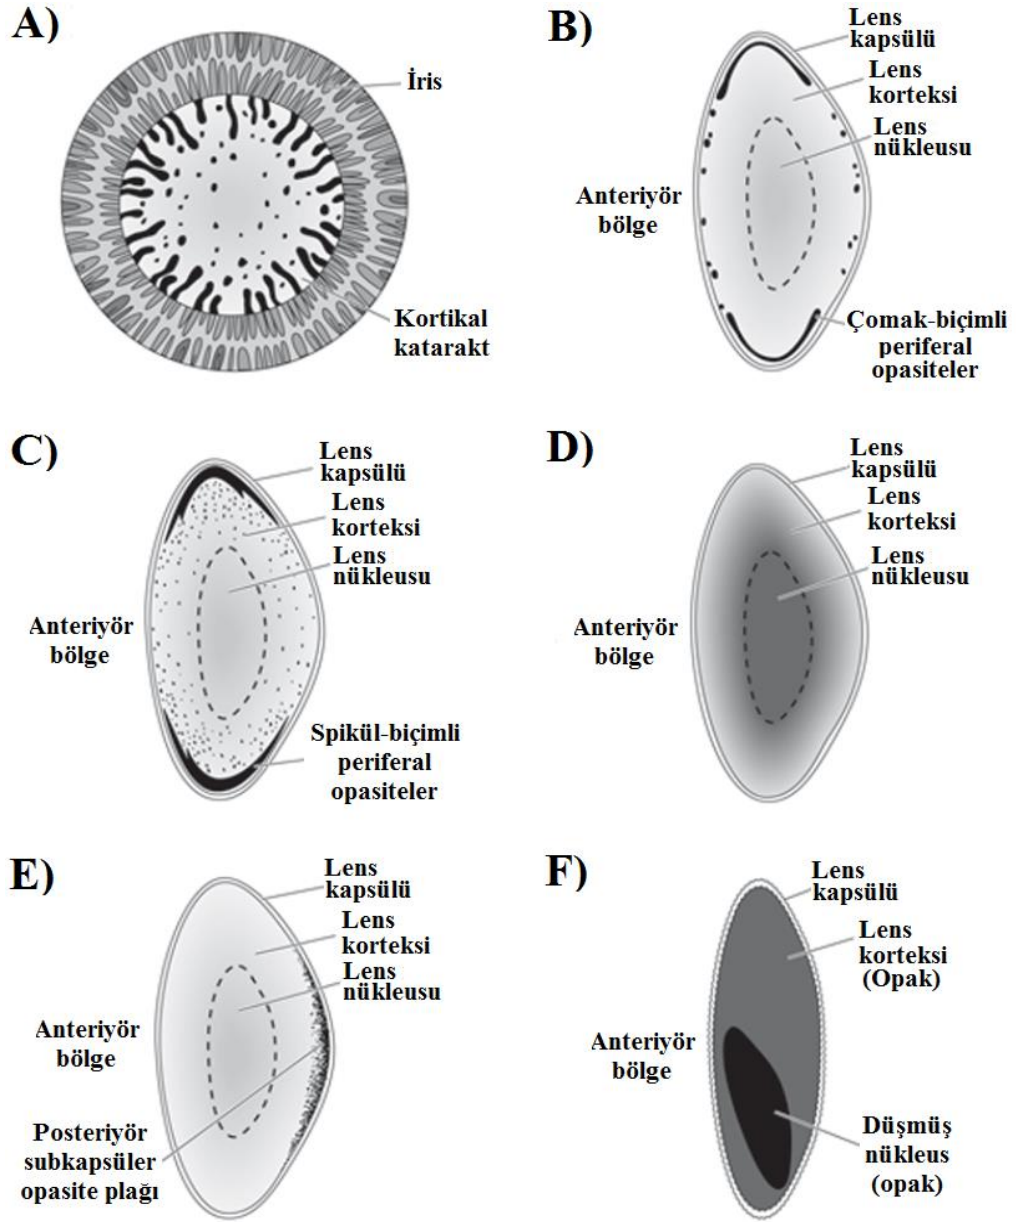 A)
İris
Kortikal
katarakt
B)
Lens
kapsülü
Lens
korteksi
Lens
nükleusu
Anteriyör
bölge
Çomak-biçimli
periferal
opasiteler
C)
Lens
kapsülü
Lens
korteksi
Lens
nükleusu
Anteriyör
bölge
Spikül-biçimli
periferal
opasiteler
D)
Lens
kapsülü
Lens
korteksi
Lens
nükleusu
Anteriyör
bölge
E)
Lens
kapsülü
Lens
korteksi
Lens
nükleusu
Anteriyör
bölge
Posteriyör
subkapsüler
opasite plağı
F)
Lens
kapsülü
Lens
korteksi
(Opak)
Anteriyör
bölge
Düşmüş
nükleus
(opak)